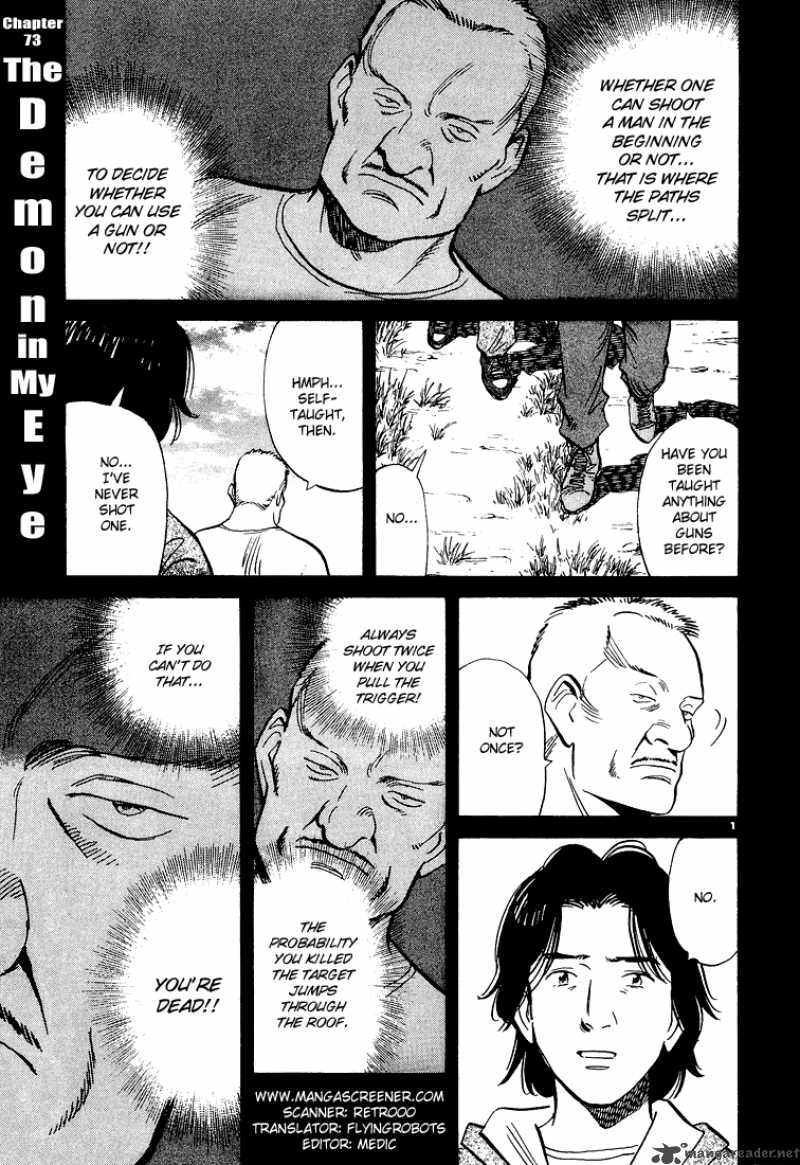 Chapter
73
The
D
e
m
o
n
in
My
E
y
e
WHETHER ONE
CAN SHOOT
A MAN IN THE
BEGINNING
OR NOT...
THAT IS WHERE
THE PATHS
SPLIT...
TO DECIDE
WHETHER
YOU CAN USE
A GUN OR
NOT!!
HAVE YOU
BEEN
TAUGHT
ANYTHING
ABOUT
GUNS
BEFORE?
NO...
HMPH...
SELF-
TAUGHT,
THEN.
NO...
I'VE
NEVER
SHOT
ONE.
NOT
ONCE?
1
NO.
ALWAYS
SHOOT TWICE
WHEN YOU
PULL THE
TRIGGER!
THE
PROBABILITY
YOU KILLED
THE TARGET
JUMPS
THROUGH
THE ROOF.
IF YOU
CAN'T DO
THAT...
YOU'RE
DEAD!!
WWW.MANGASCREENER.COM
SCANNER: RETROOO
TRANSLATOR: FLYINGROBOTS
EDITOR: MEDIC
mangareader.net